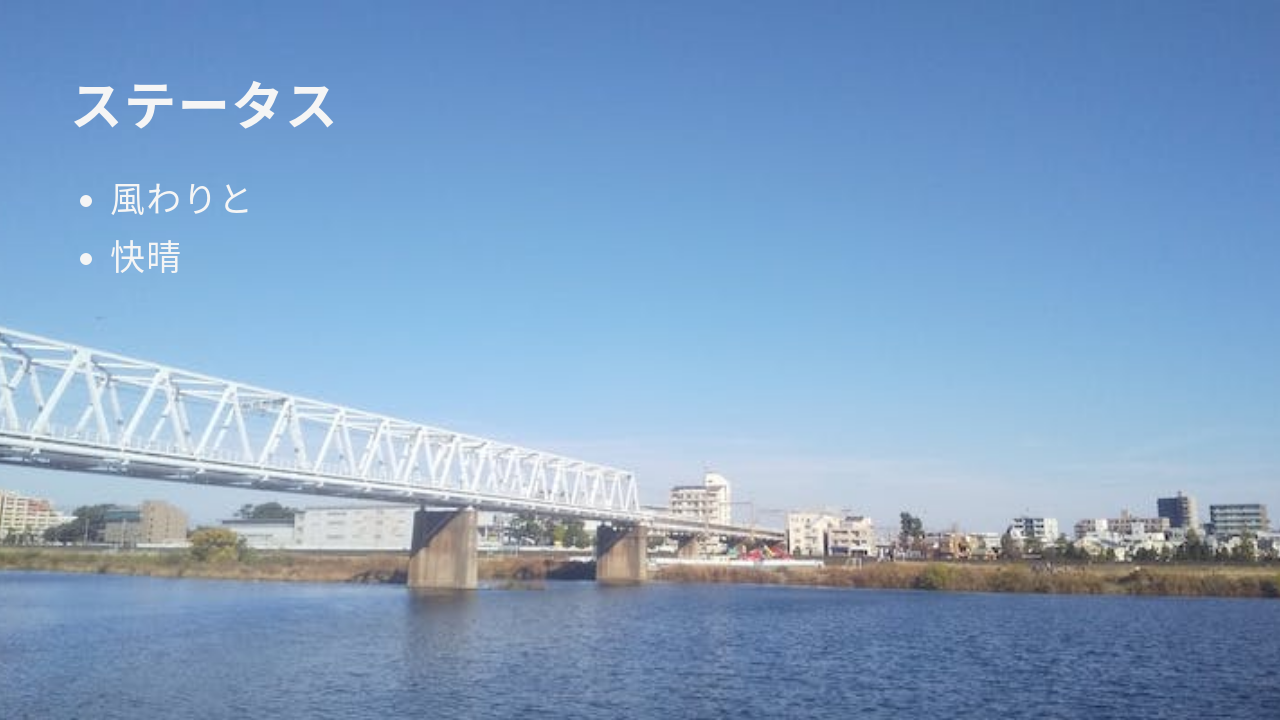 ステータス
• 風わりと
• 快晴